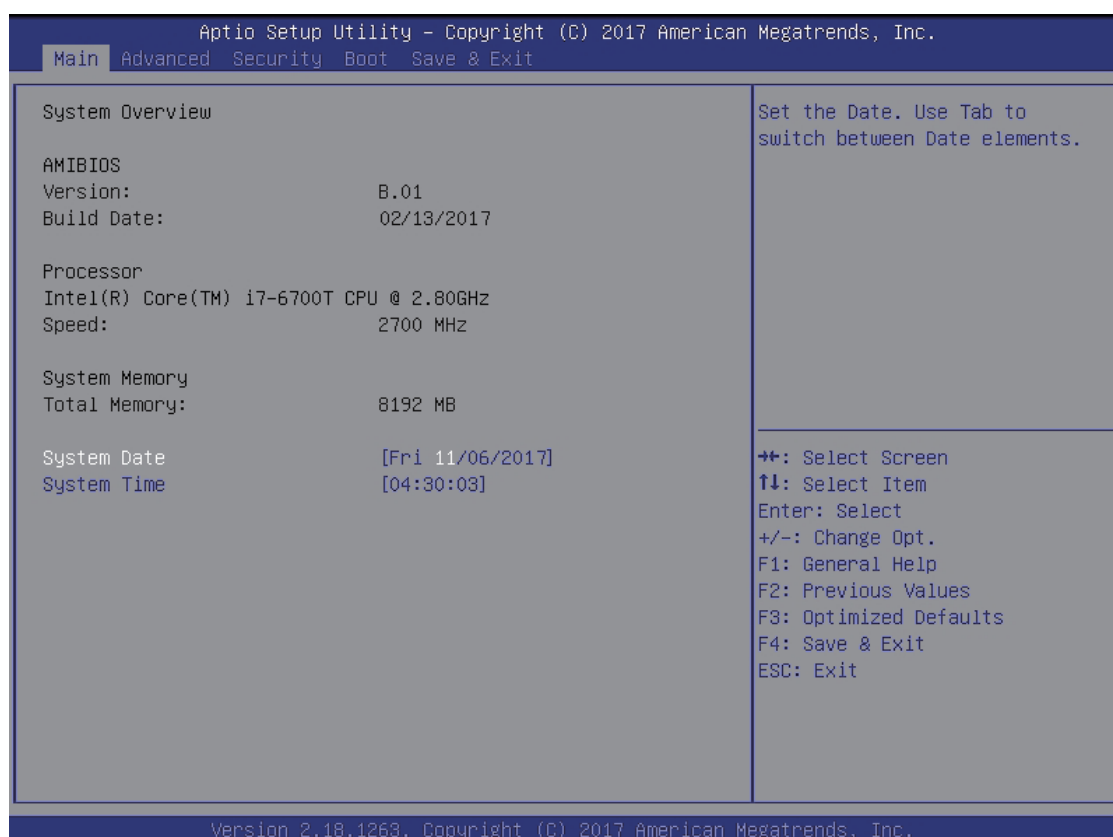 Aptio Setup Utility – Copyright (C) 2017 American Megatrends, Inc.
Main Advanced Security Boot Save & Exit
System Overview
AMIBIOS
Version: B.01
Build Date: 02/13/2017
Processor
Intel(R) Core(TM) i7-6700T CPU @ 2.80GHz
Speed: 2700 MHz
System Memory
Total Memory: 8192 MB
System Date [Fri 11/06/2017]
System Time [04:30:03]
Set the Date. Use Tab to
switch between Date elements.
→←: Select Screen
↑↓: Select Item
Enter: Select
+/-: Change Opt.
F1: General Help
F2: Previous Values
F3: Optimized Defaults
F4: Save & Exit
ESC: Exit
Version 2.18.1263. Copyright (C) 2017 American Megatrends, Inc.